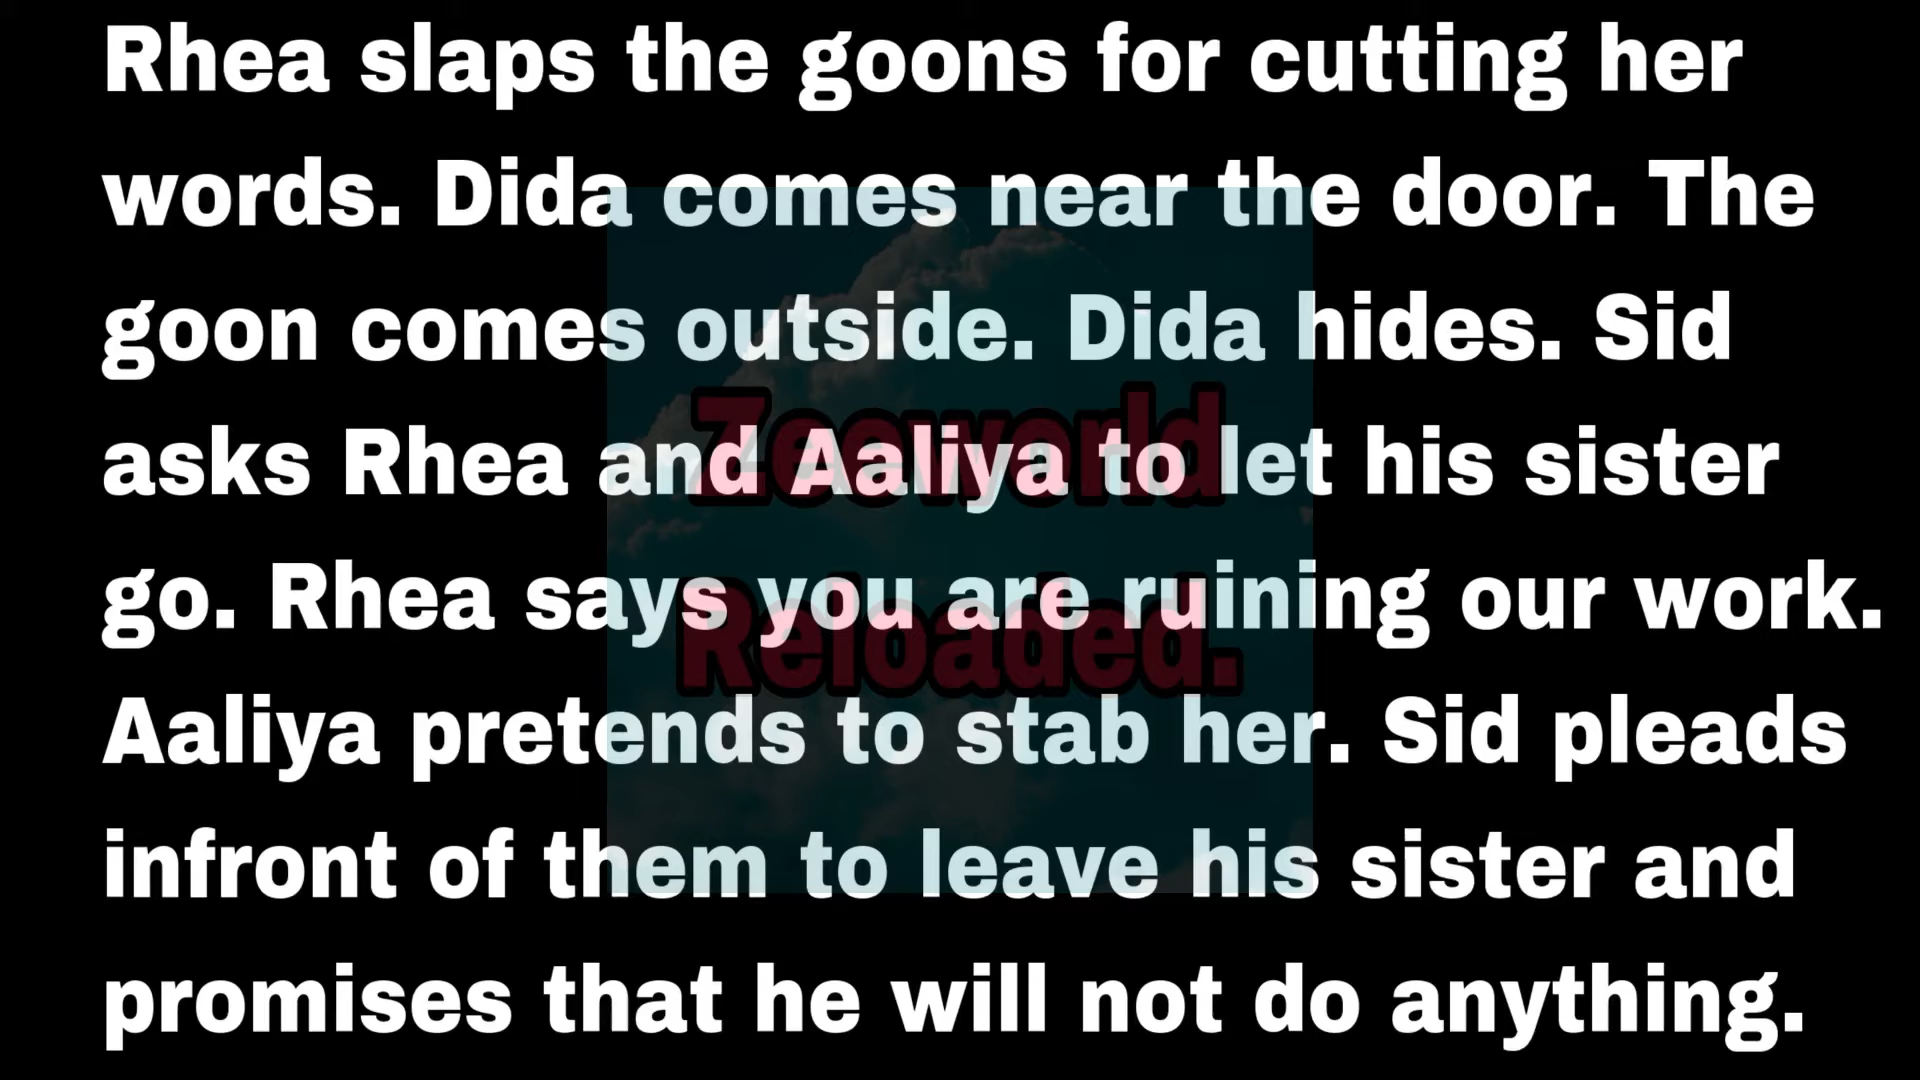 Rhea slaps the goons for cutting her
words. Dida comes near the door. The
goon comes outside. Dida hides. Sid
asks Rhea and Aaliya to let his sister
go. Rhea says you are ruining our work.
Aaliya pretends to stab her. Sid pleads
infront of them to leave his sister and
promises that he will not do anything.
Zeeworld
Reloaded.